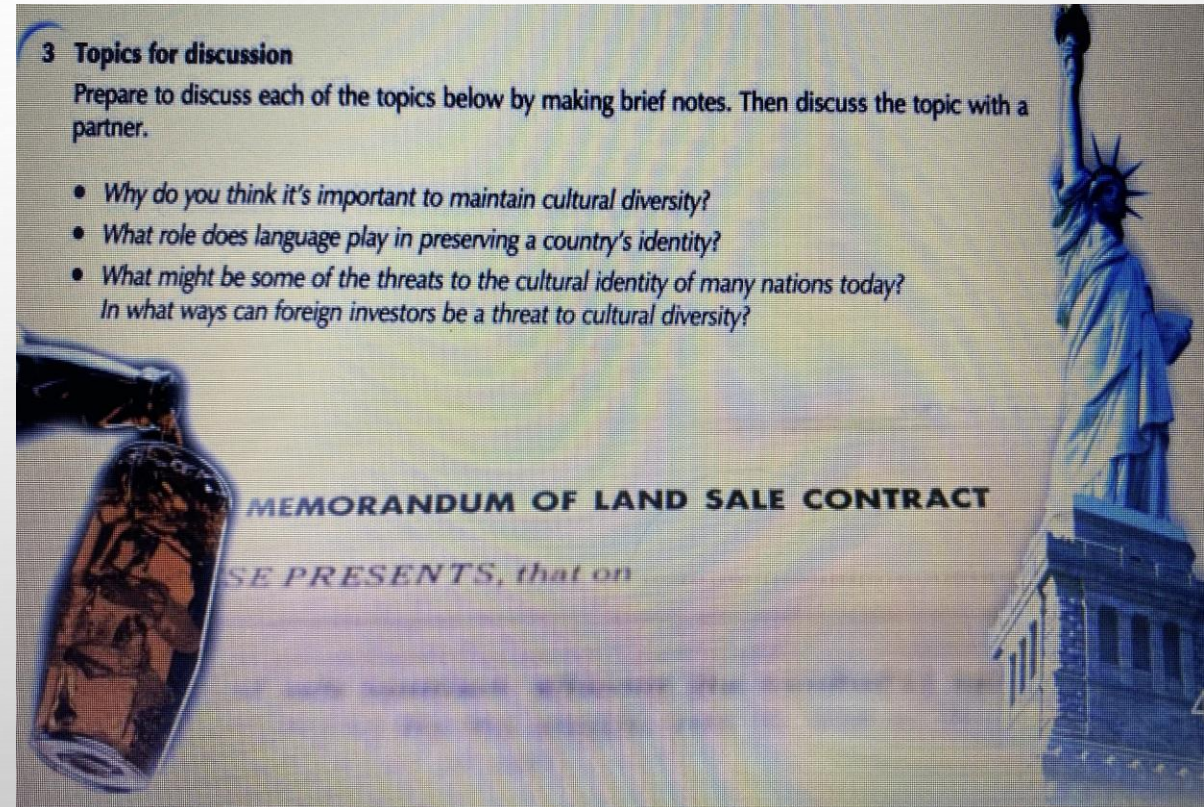 3 Topics for discussion
Prepare to discuss each of the topics below by making brief notes. Then discuss the topic with a
partner.
• Why do you think it's important to maintain cultural diversity?
• What role does language play in preserving a country's identity?
• What might be some of the threats to the cultural identity of many nations today?
In what ways can foreign investors be a threat to cultural diversity?
MEMORANDUM OF LAND SALE CONTRACT
SE PRESENTS, that on